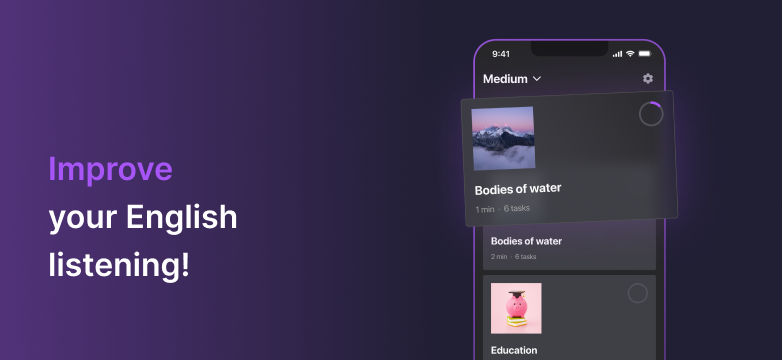 Improve
your English
listening!
9:41
Medium
Bodies of water
1 min · 6 tasks
Bodies of water
2 min · 6 tasks
Education